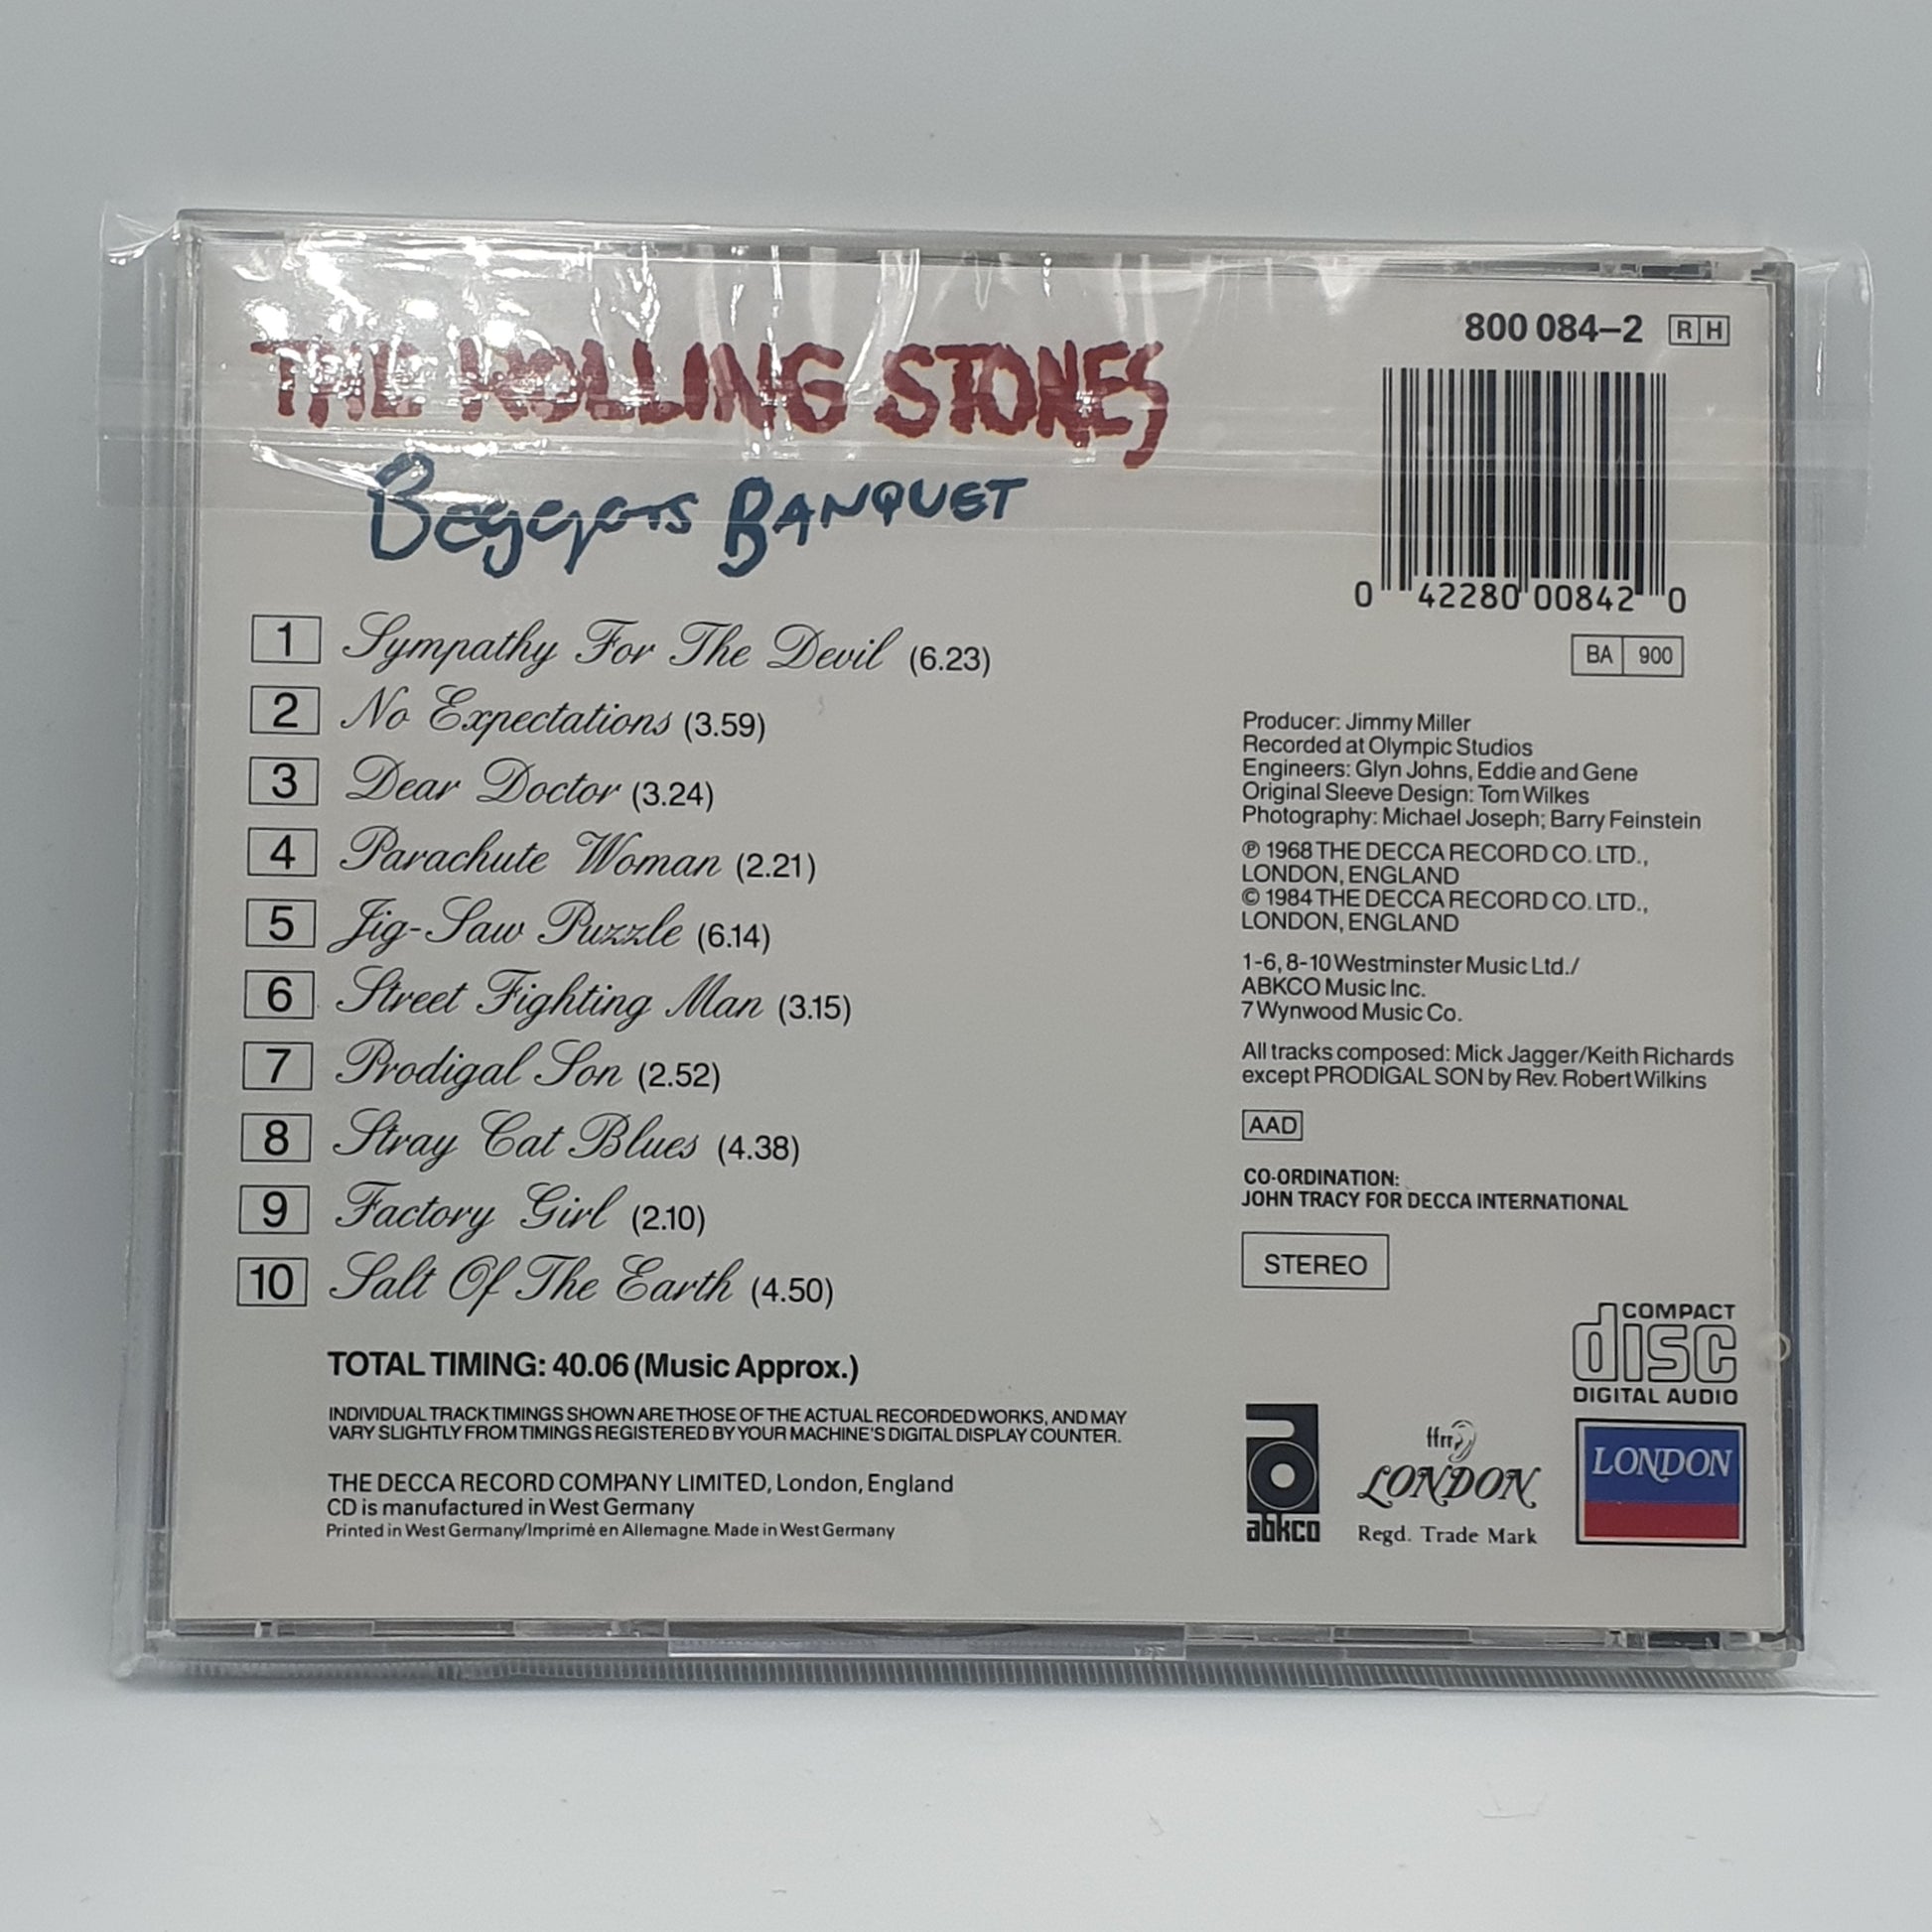 THE ROLLING STONES
Beggars BANQUET
800 084–2 R H
0 42280 00842 0
BA 900
1 Sympathy For The Devil (6.23)
2 No Expectations (3.59)
3 Dear Doctor (3.24)
4 Parachute Woman (2.21)
5 Jig-Saw Puzzle (6.14)
6 Street Fighting Man (3.15)
7 Prodigal Son (2.52)
8 Stray Cat Blues (4.38)
9 Factory Girl (2.10)
10 Salt Of The Earth (4.50)
TOTAL TIMING: 40.06 (Music Approx.)
INDIVIDUAL TRACK TIMINGS SHOWN ARE THOSE OF THE ACTUAL RECORDED WORKS, AND MAY
VARY SLIGHTLY FROM TIMINGS REGISTERED BY YOUR MACHINE'S DIGITAL DISPLAY COUNTER.
THE DECCA RECORD COMPANY LIMITED, London, England
CD is manufactured in West Germany
Printed in West Germany/Imprimé en Allemagne. Made in West Germany
Producer: Jimmy Miller
Recorded at Olympic Studios
Engineers: Glyn Johns, Eddie and Gene
Original Sleeve Design: Tom Wilkes
Photography: Michael Joseph; Barry Feinstein
℗ 1968 THE DECCA RECORD CO. LTD.,
LONDON, ENGLAND
© 1984 THE DECCA RECORD CO. LTD.,
LONDON, ENGLAND
1-6, 8-10 Westminster Music Ltd./
ABKCO Music Inc.
7 Wynwood Music Co.
All tracks composed: Mick Jagger/Keith Richards
except PRODIGAL SON by Rev. Robert Wilkins
AAD
CO-ORDINATION:
JOHN TRACY FOR DECCA INTERNATIONAL
STEREO
COMPACT
disc
DIGITAL AUDIO
abkco
ffrr
LONDON
Regd. Trade Mark
LONDON